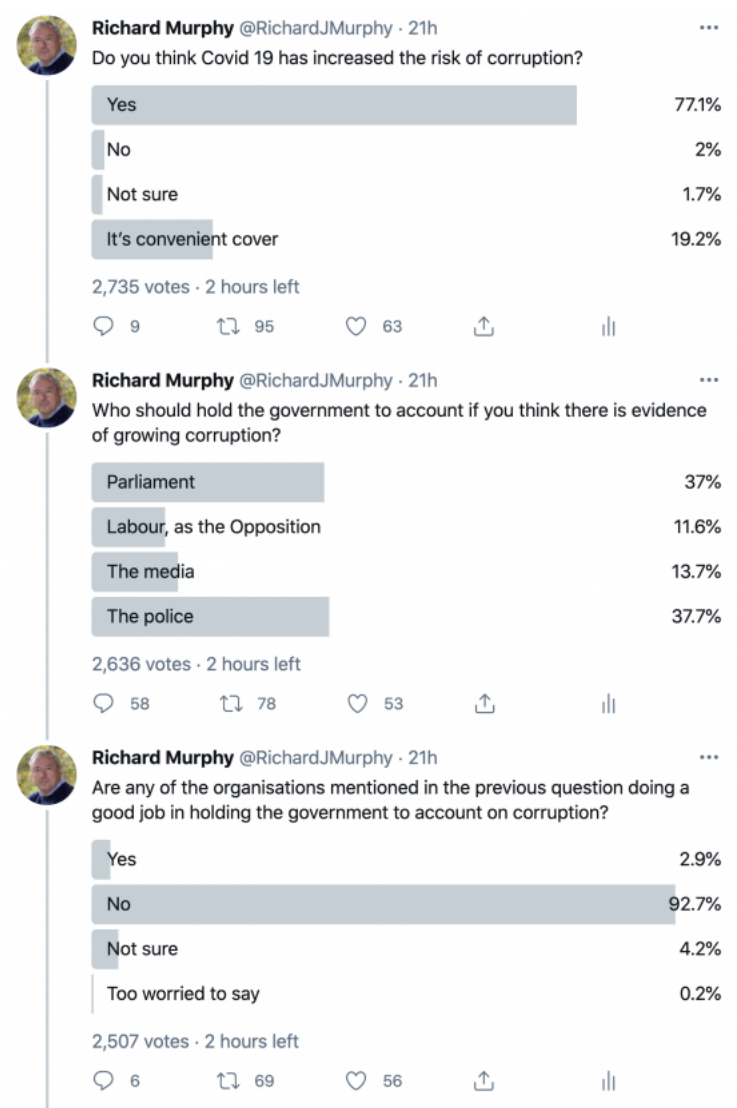 Richard Murphy @RichardJMurphy · 21h
Do you think Covid 19 has increased the risk of corruption?
Yes 77.1%
No 2%
Not sure 1.7%
It's convenient cover 19.2%
2,735 votes · 2 hours left
9 95 63
Richard Murphy @RichardJMurphy · 21h
Who should hold the government to account if you think there is evidence
of growing corruption?
Parliament 37%
Labour, as the Opposition 11.6%
The media 13.7%
The police 37.7%
2,636 votes · 2 hours left
58 78 53
Richard Murphy @RichardJMurphy · 21h
Are any of the organisations mentioned in the previous question doing a
good job in holding the government to account on corruption?
Yes 2.9%
No 92.7%
Not sure 4.2%
Too worried to say 0.2%
2,507 votes · 2 hours left
6 69 56